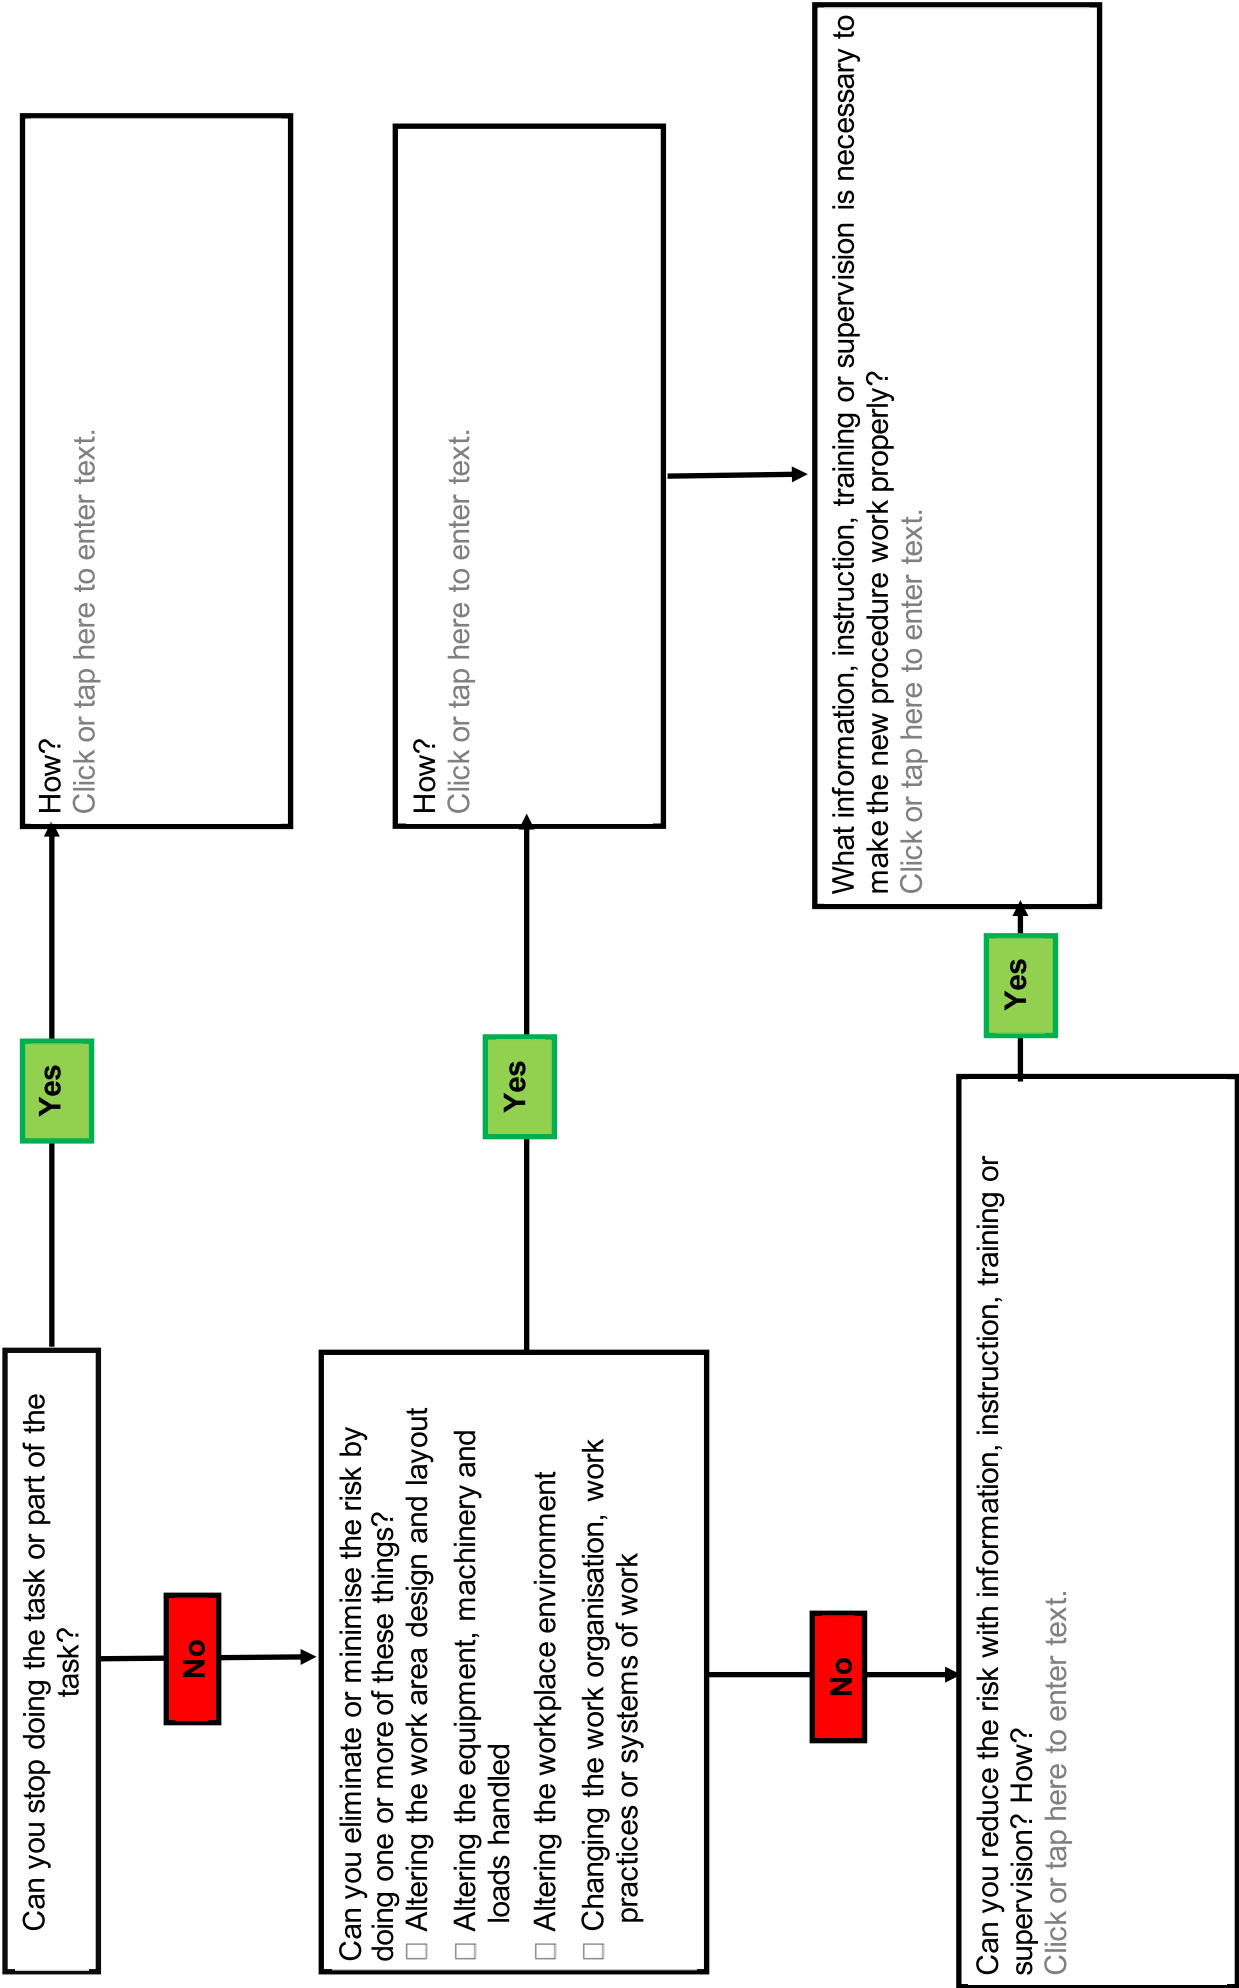 Can you stop doing the task or part of the
task?
Yes
How?
Click or tap here to enter text.
No
Can you eliminate or minimise the risk by
doing one or more of these things?
☐ Altering the work area design and layout
☐ Altering the equipment, machinery and
loads handled
☐ Altering the workplace environment
☐ Changing the work organisation, work
practices or systems of work
Yes
How?
Click or tap here to enter text.
No
Can you reduce the risk with information, instruction, training or
supervision? How?
Click or tap here to enter text.
Yes
What information, instruction, training or supervision is necessary to
make the new procedure work properly?
Click or tap here to enter text.